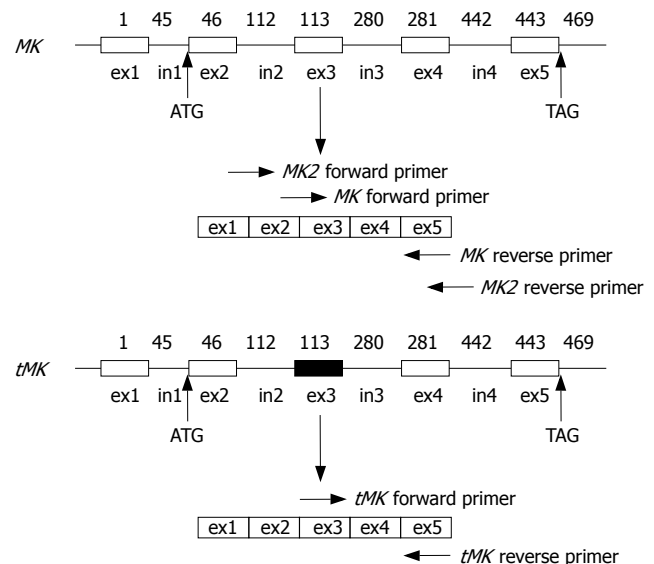 1 45 46 112 113 280 281 442 443 469
MK
ex1 in1 ex2 in2 ex3 in3 ex4 in4 ex5
ATG TAG
MK2 forward primer
MK forward primer
ex1 ex2 ex3 ex4 ex5
MK reverse primer
MK2 reverse primer
1 45 46 112 113 280 281 442 443 469
tMK
ex1 in1 ex2 in2 ex3 in3 ex4 in4 ex5
ATG TAG
tMK forward primer
ex1 ex2 ex3 ex4 ex5
tMK reverse primer